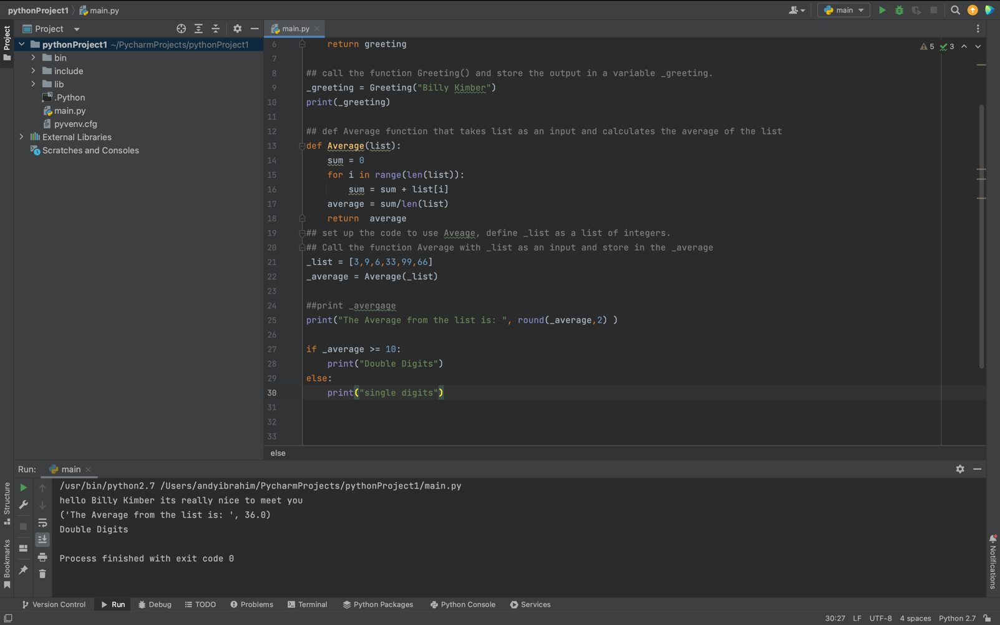 pythonProject1 main.py
main
Project
main.py
Project
pythonProject1 ~/PycharmProjects/pythonProject1
bin
include
lib
.Python
main.py
pyvenv.cfg
External Libraries
Scratches and Consoles
5 3
6 return greeting
7
8 ## call the function Greeting() and store the output in a variable _greeting.
9 _greeting = Greeting("Billy Kimber")
10 print(_greeting)
11
12 ## def Average function that takes list as an input and calculates the average of the list
13 def Average(list):
14 sum = 0
15 for i in range(len(list)):
16 sum = sum + list[i]
17 average = sum/len(list)
18 return  average
19 ## set up the code to use Aveage, define _list as a list of integers.
20 ## Call the function Average with _list as an input and store in the _average
21 _list = [3,9,6,33,99,66]
22 _average = Average(_list)
23
24 ##print _avergage
25 print("The Average from the list is: ", round(_average,2) )
26
27 if _average >= 10:
28 print("Double Digits")
29 else:
30 print("single digits")
31
32
33
else
Run: main
/usr/bin/python2.7 /Users/andyibrahim/PycharmProjects/pythonProject1/main.py
hello Billy Kimber its really nice to meet you
('The Average from the list is: ', 36.0)
Double Digits
Process finished with exit code 0
Structure
Bookmarks
Notifications
Version Control Run Debug TODO Problems Terminal Python Packages Python Console Services
30:27 LF UTF-8 4 spaces Python 2.7